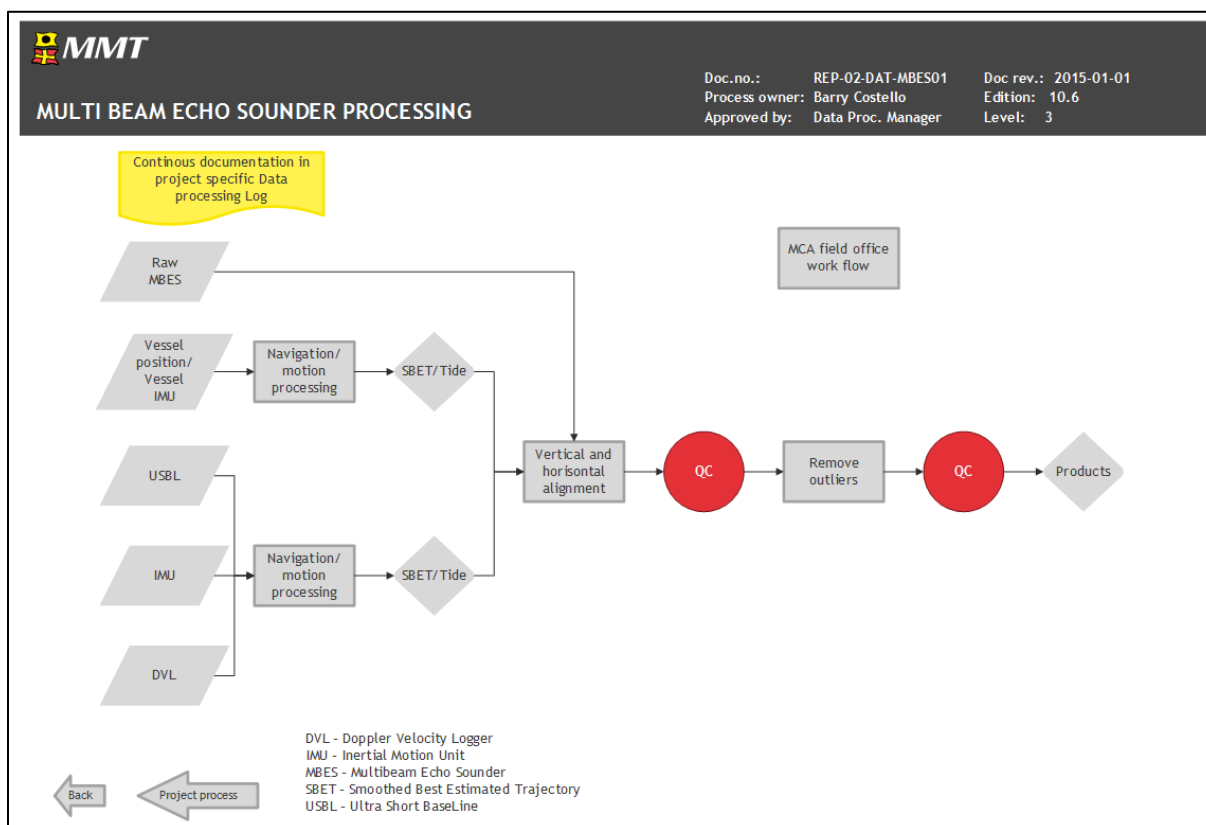 MMT
MULTI BEAM ECHO SOUNDER PROCESSING
Doc.no.: REP-02-DAT-MBES01 Doc rev.: 2015-01-01
Process owner: Barry Costello Edition: 10.6
Approved by: Data Proc. Manager Level: 3
Continous documentation in
project specific Data
processing Log
MCA field office
work flow
Raw
MBES
Vessel
position/
Vessel
IMU
Navigation/
motion
processing
SBET/Tide
USBL
Vertical and
horisontal
alignment
QC
Remove
outliers
QC
Products
IMU
Navigation/
motion
processing
SBET/Tide
DVL
DVL - Doppler Velocity Logger
IMU - Inertial Motion Unit
MBES - Multibeam Echo Sounder
SBET - Smoothed Best Estimated Trajectory
USBL - Ultra Short BaseLine
Back
Project process